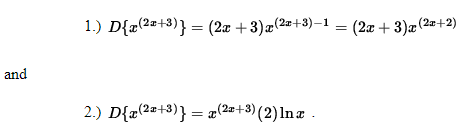 1.) D{x^(2x+3)} = (2x + 3)x^(2x+3)−1 = (2x + 3)x^(2x+2)
and
2.) D{x^(2x+3)} = x^(2x+3)(2) ln x .